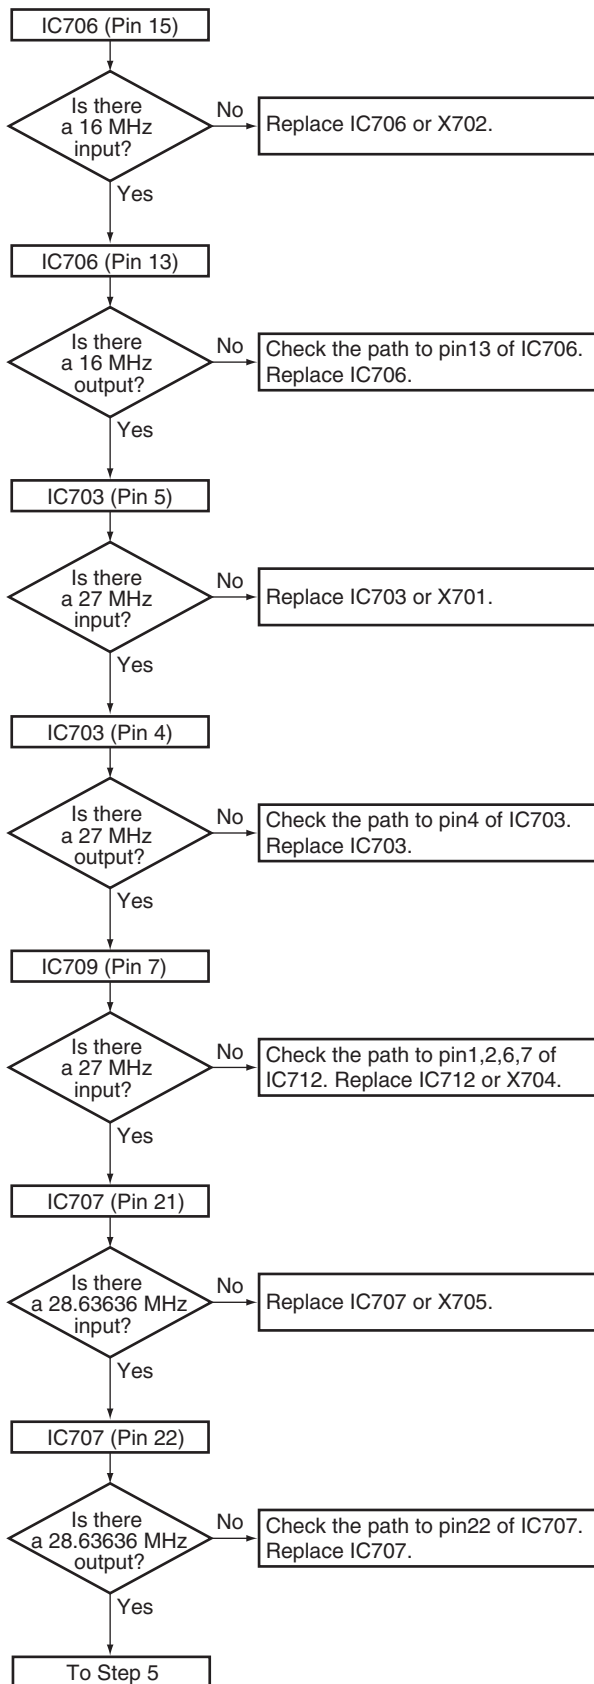 IC706 (Pin 15)
Is there
a 16 MHz
input?
No
Replace IC706 or X702.
Yes
IC706 (Pin 13)
Is there
a 16 MHz
output?
No
Check the path to pin13 of IC706.
Replace IC706.
Yes
IC703 (Pin 5)
Is there
a 27 MHz
input?
No
Replace IC703 or X701.
Yes
IC703 (Pin 4)
Is there
a 27 MHz
output?
No
Check the path to pin4 of IC703.
Replace IC703.
Yes
IC709 (Pin 7)
Is there
a 27 MHz
input?
No
Check the path to pin1,2,6,7 of
IC712. Replace IC712 or X704.
Yes
IC707 (Pin 21)
Is there
a 28.63636 MHz
input?
No
Replace IC707 or X705.
Yes
IC707 (Pin 22)
Is there
a 28.63636 MHz
output?
No
Check the path to pin22 of IC707.
Replace IC707.
Yes
To Step 5